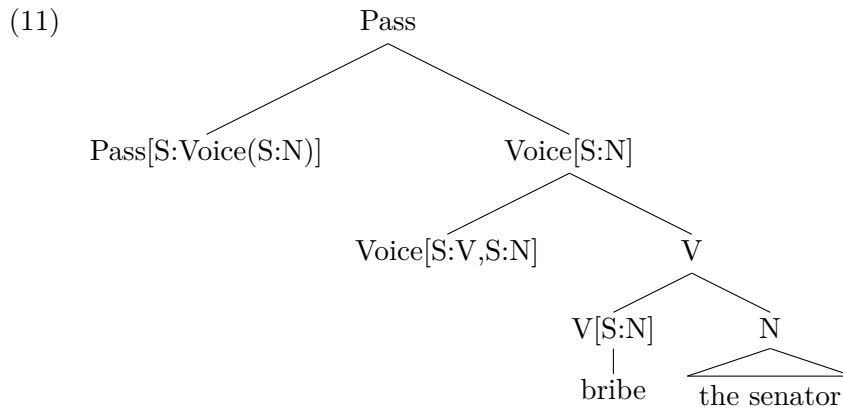 (11) Pass
Pass[S:Voice(S:N)] Voice[S:N]
Voice[S:V,S:N] V
V[S:N] N
bribe the senator